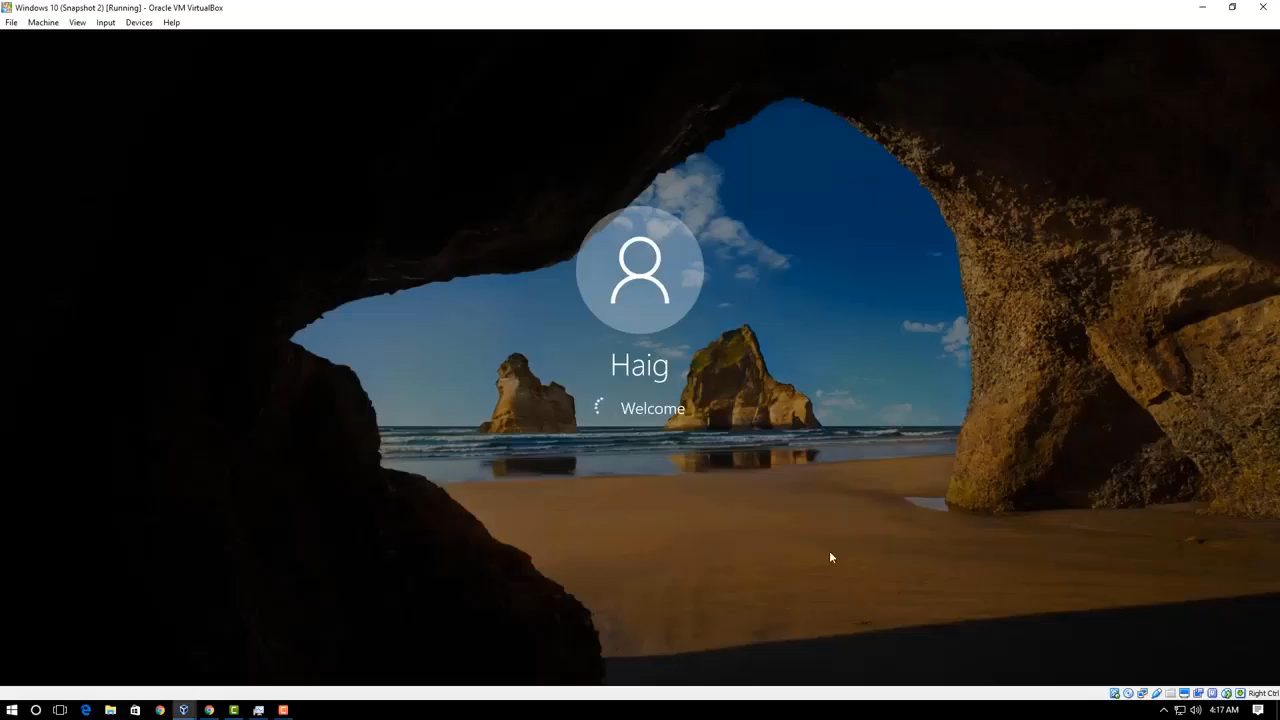 Windows 10 (Snapshot 2) [Running] - Oracle VM VirtualBox
File Machine View Input Devices Help
Haig
Welcome
Right Ctrl
4:17 AM